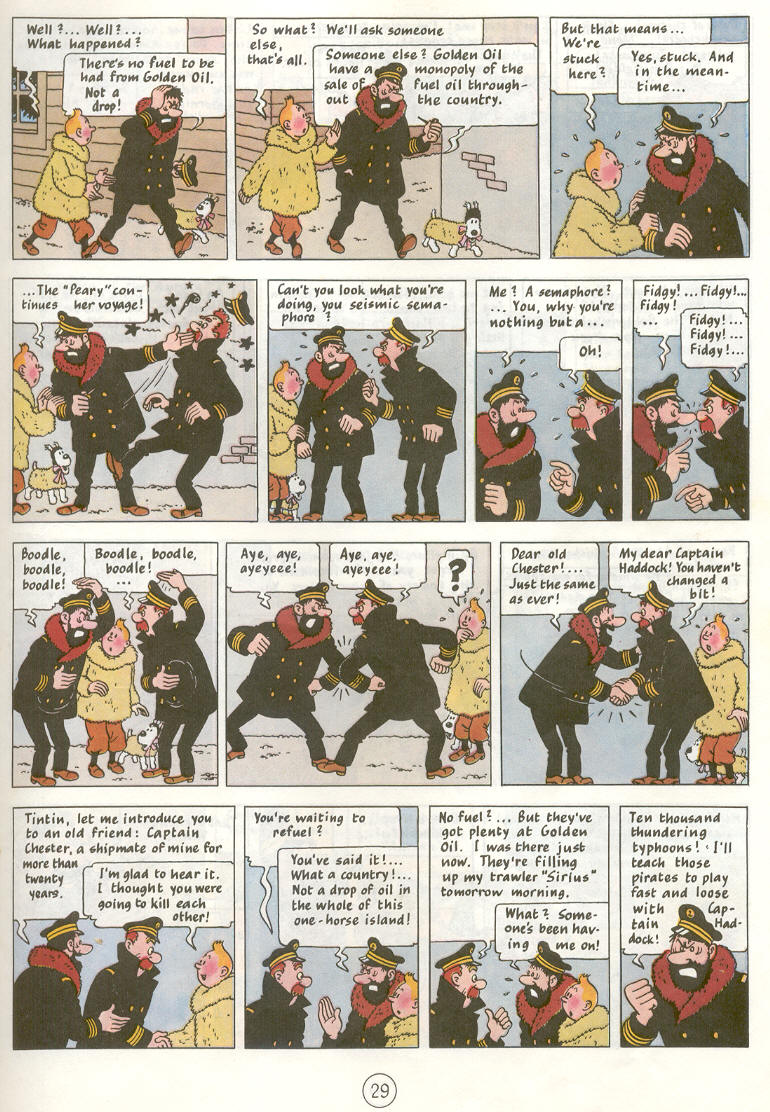 Well?... Well?...
What happened?
There's no fuel to be
had from Golden Oil.
Not a
drop!
So what? We'll ask someone
else,
that's all.
Someone else? Golden Oil
have a monopoly of the
sale of fuel oil through-
out the country.
But that means...
We're
stuck
here?
Yes, stuck. And
in the mean-
time...
...The "Peary" con-
tinues her voyage!
Can't you look what you're
doing, you seismic sema-
phore ?
Me? A semaphore?
... You, why you're
nothing but a...
Oh!
Fidgy!...Fidgy!...
Fidgy!
...
Fidgy!...
Fidgy!...
Fidgy!...
Boodle,
boodle,
boodle!
Boodle, boodle,
boodle!
...
Aye, aye,
ayeyeee!
Aye, aye,
ayeyeee!
?
Dear old
Chester!...
Just the same
as ever!
My dear Captain
Haddock! You haven't
changed a
bit!
Tintin, let me introduce you
to an old friend: Captain
Chester, a shipmate of mine for
more than
twenty
years.
I'm glad to hear it.
I thought you were
going to kill each
other!
You're waiting to
refuel?
You've said it!...
What a country!...
Not a drop of oil in
the whole of this
one-horse island!
No fuel?... But they've
got plenty at Golden
Oil. I was there just
now. They're filling
up my trawler "Sirius"
tomorrow morning.
What? Some-
one's been hav-
ing me on!
Ten thousand
thundering
typhoons! I'll
teach those
pirates to play
fast and loose
with Cap-
tain Had-
dock!
29